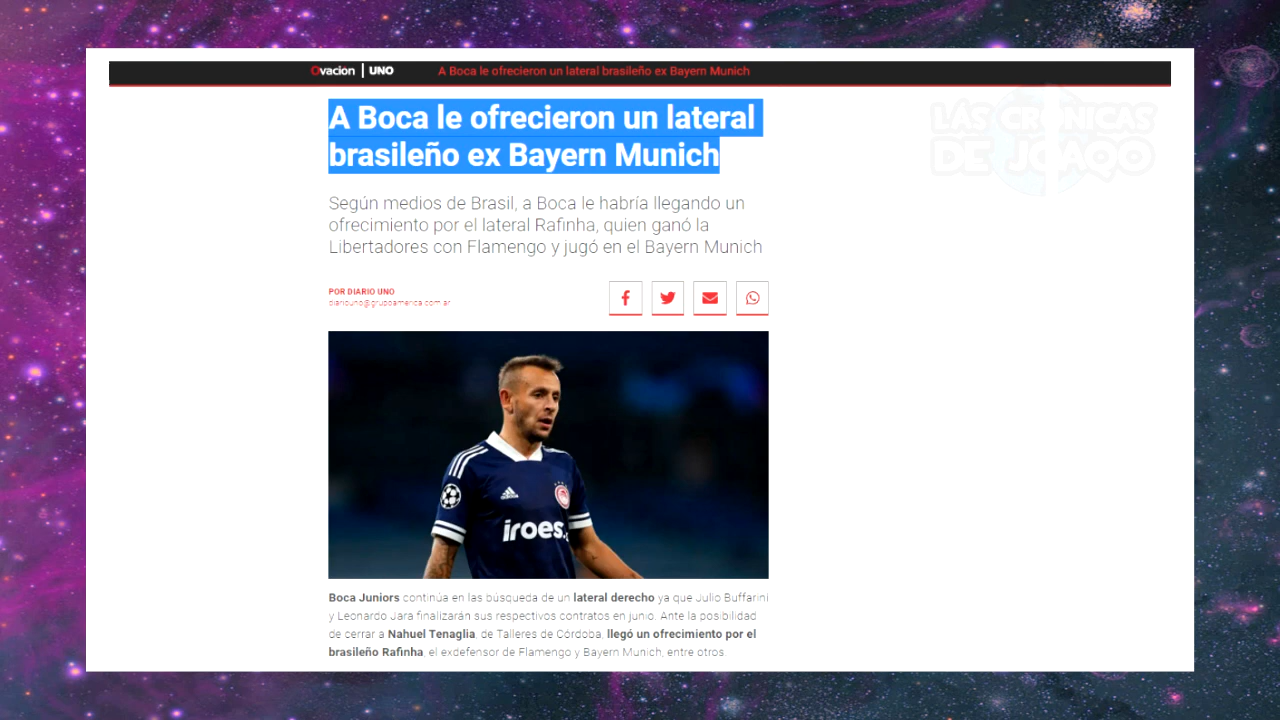 Ovacion | UNO A Boca le ofrecieron un lateral brasileño ex Bayern Munich
LAS CRÓNICAS
DE JOAQO
A Boca le ofrecieron un lateral
brasileño ex Bayern Munich
Según medios de Brasil, a Boca le habría llegando un
ofrecimiento por el lateral Rafinha, quien ganó la
Libertadores con Flamengo y jugó en el Bayern Munich
POR DIARIO UNO
diariouno@grupoamerica.com.ar
iroes.
Boca Juniors continúa en las búsqueda de un lateral derecho ya que Julio Buffarini
y Leonardo Jara finalizarán sus respectivos contratos en junio. Ante la posibilidad
de cerrar a Nahuel Tenaglia, de Talleres de Córdoba, llegó un ofrecimiento por el
brasileño Rafinha, el exdefensor de Flamengo y Bayern Munich, entre otros.